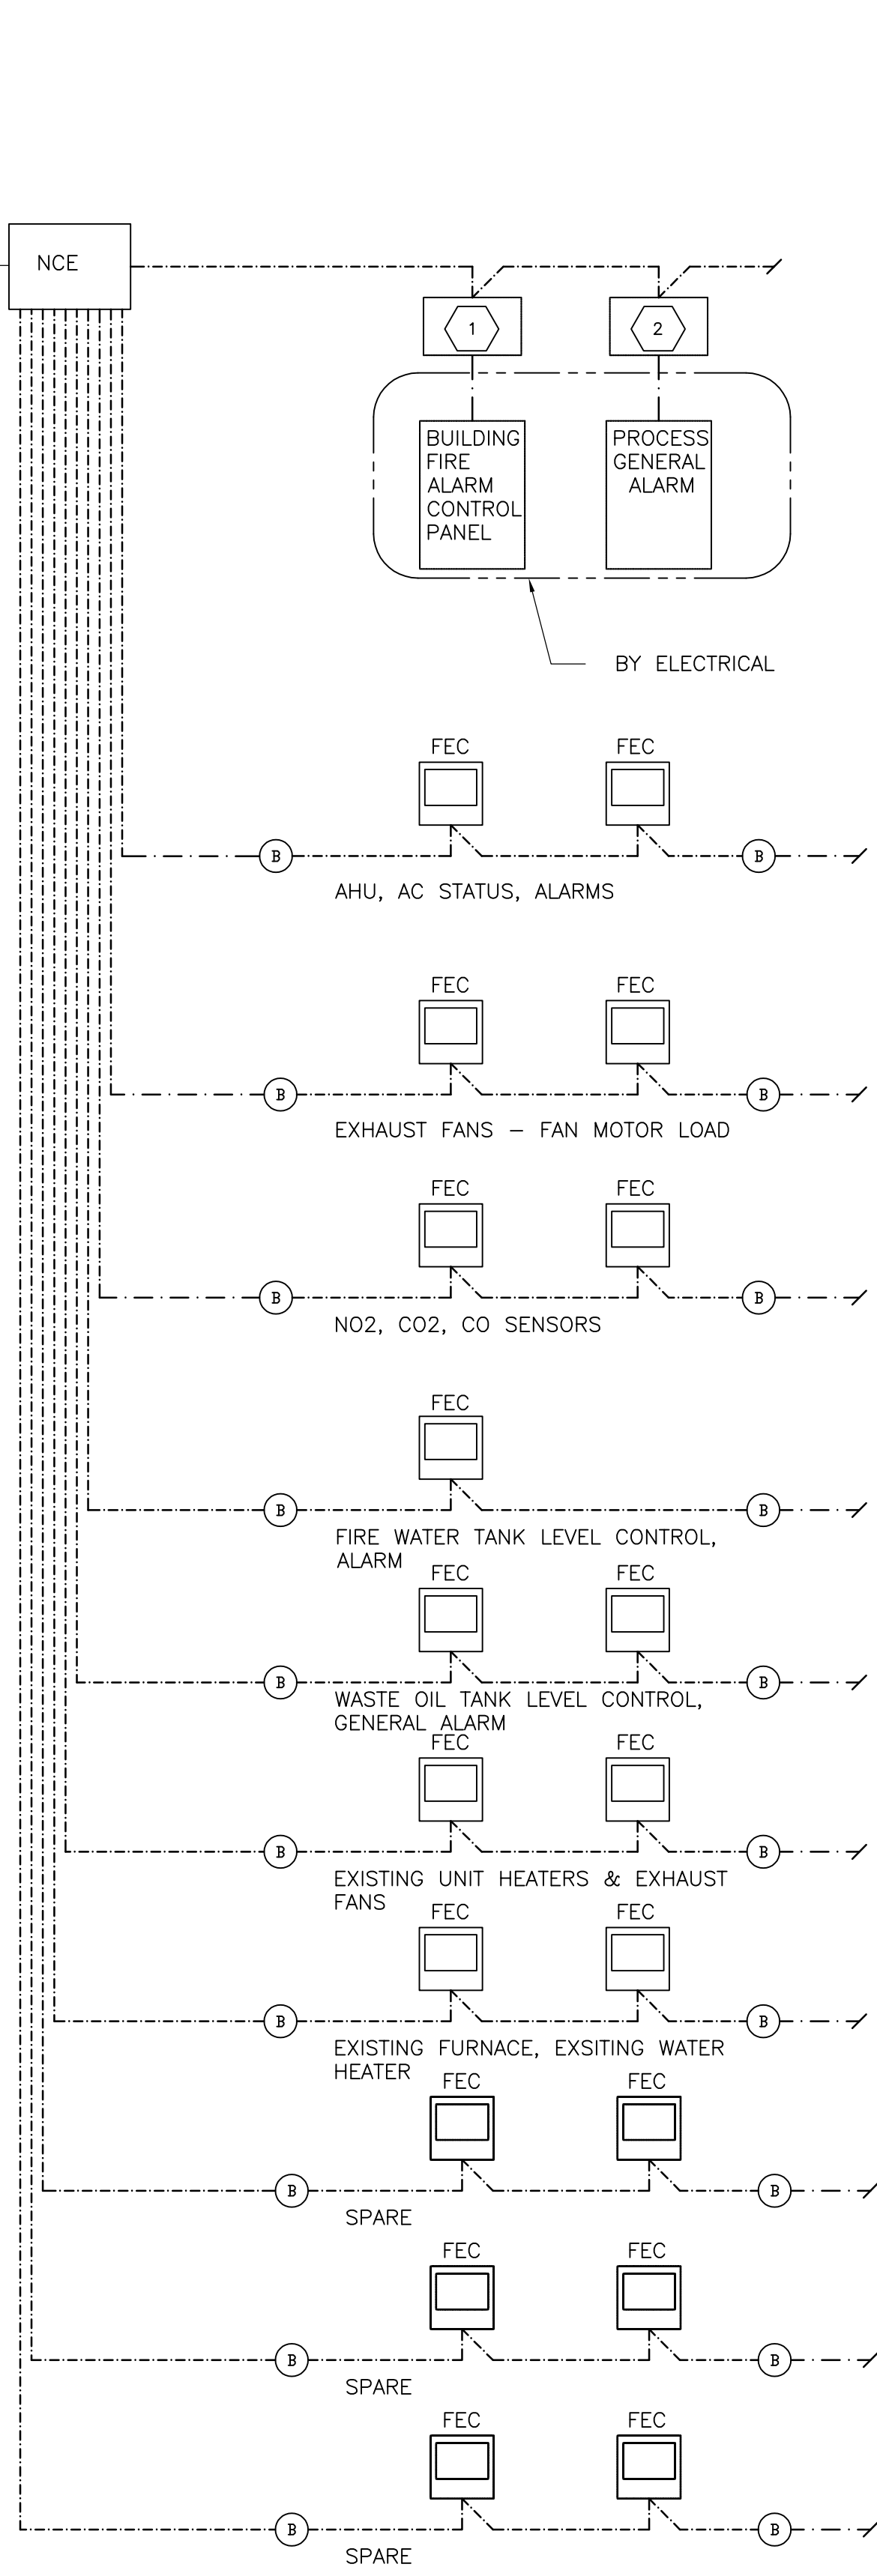 NCE
1
2
BUILDING
FIRE
ALARM
CONTROL
PANEL
PROCESS
GENERAL
ALARM
BY ELECTRICAL
FEC
FEC
B
B
AHU, AC STATUS, ALARMS
FEC
FEC
B
B
EXHAUST FANS – FAN MOTOR LOAD
FEC
FEC
B
B
NO2, CO2, CO SENSORS
FEC
B
B
FIRE WATER TANK LEVEL CONTROL,
ALARM
FEC
FEC
B
B
WASTE OIL TANK LEVEL CONTROL,
GENERAL ALARM
FEC
FEC
B
B
EXISTING UNIT HEATERS & EXHAUST
FANS
FEC
FEC
B
B
EXISTING FURNACE, EXSITING WATER
HEATER
FEC
FEC
B
B
SPARE
FEC
FEC
B
B
SPARE
FEC
FEC
B
B
SPARE